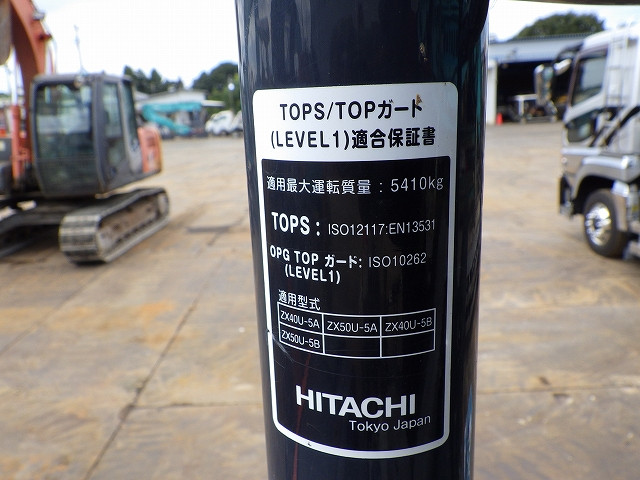 TOPS/TOPガード
(LEVEL1)適合保証書
適用最大運転質量：5410kg
TOPS： ISO12117:EN13531
OPG TOP ガード: ISO10262
(LEVEL1)
適用型式
ZX40U-5A ZX50U-5A ZX40U-5B
ZX50U-5B
HITACHI
Tokyo Japan